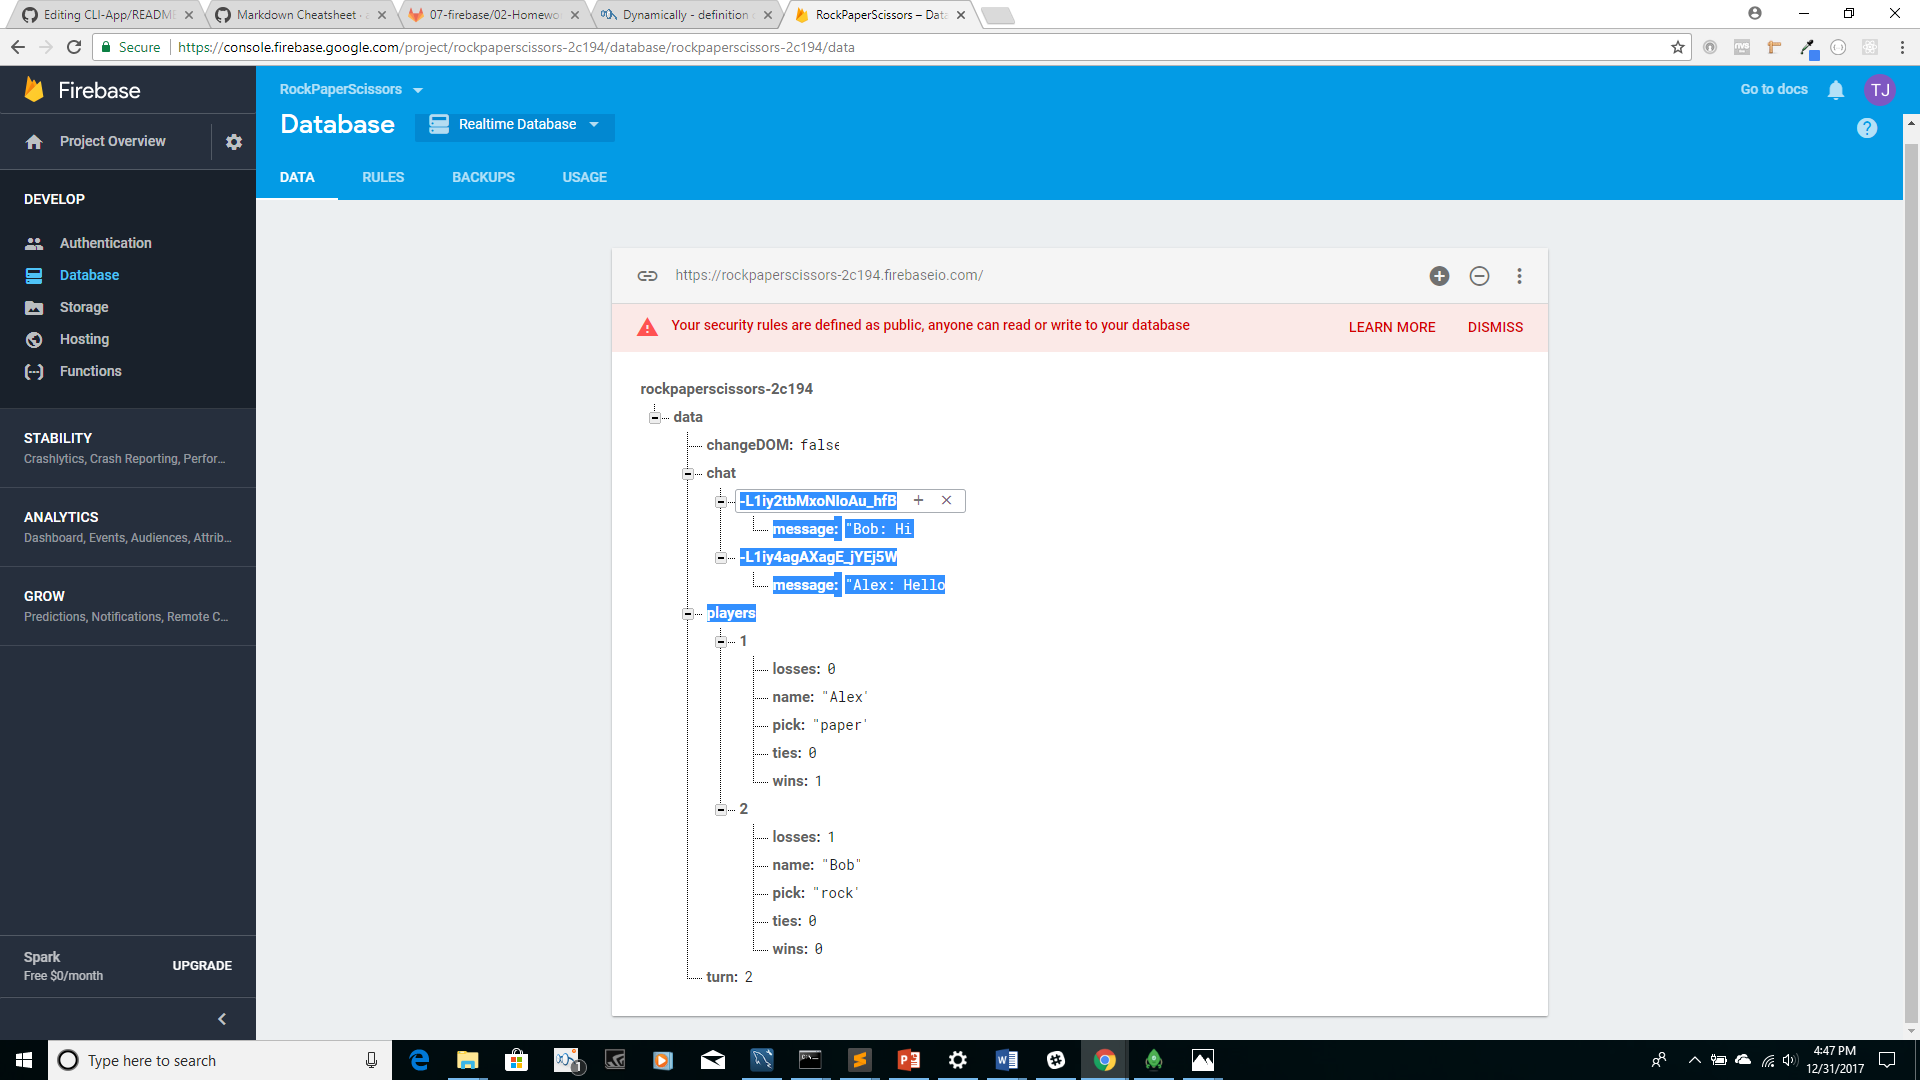 Editing CLI-App/README
Markdown Cheatsheet ·
07-firebase/02-Homewo
Dynamically - definition
RockPaperScissors – Data
Secure
https://console.firebase.google.com/project/rockpaperscissors-2c194/database/rockpaperscissors-2c194/data
Firebase
RockPaperScissors
Go to docs
TJ
Project Overview
Database
Realtime Database
DATA
RULES
BACKUPS
USAGE
DEVELOP
Authentication
Database
Storage
Hosting
Functions
STABILITY
Crashlytics, Crash Reporting, Perfor...
ANALYTICS
Dashboard, Events, Audiences, Attrib...
GROW
Predictions, Notifications, Remote C...
Spark
Free $0/month
UPGRADE
https://rockpaperscissors-2c194.firebaseio.com/
Your security rules are defined as public, anyone can read or write to your database
LEARN MORE
DISMISS
rockpaperscissors-2c194
data
changeDOM: false
chat
-L1iy2tbMxoNIoAu_hfB
message: "Bob: Hi
-L1iy4agAXagE_jYEj5W
message: "Alex: Hello
players
1
losses: 0
name: "Alex"
pick: "paper"
ties: 0
wins: 1
2
losses: 1
name: "Bob"
pick: "rock"
ties: 0
wins: 0
turn: 2
Type here to search
1
4:47 PM
12/31/2017